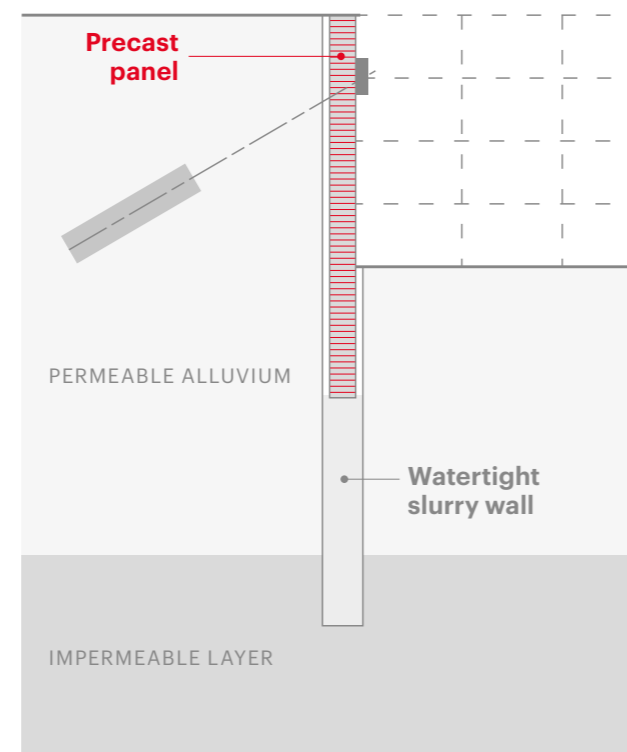 Precast
panel
PERMEABLE ALLUVIUM
Watertight
slurry wall
IMPERMEABLE LAYER